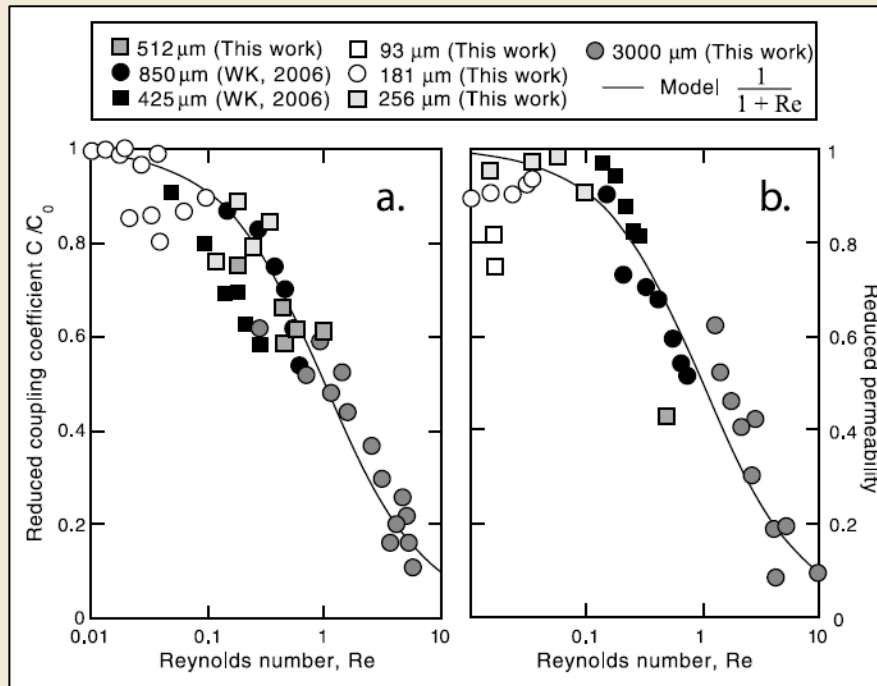 512 μm (This work)
93 μm (This work)
3000 μm (This work)
850 μm (WK, 2006)
181 μm (This work)
Model 1 / 1 + Re
425 μm (WK, 2006)
256 μm (This work)
a.
b.
Reduced coupling coefficient C /C0
1
0.8
0.6
0.4
0.2
0
0.01
0.1
1
10
Reynolds number, Re
0.1
1
10
Reynolds number, Re
1
0.8
0.6
0.4
0.2
0
Reduced permeability